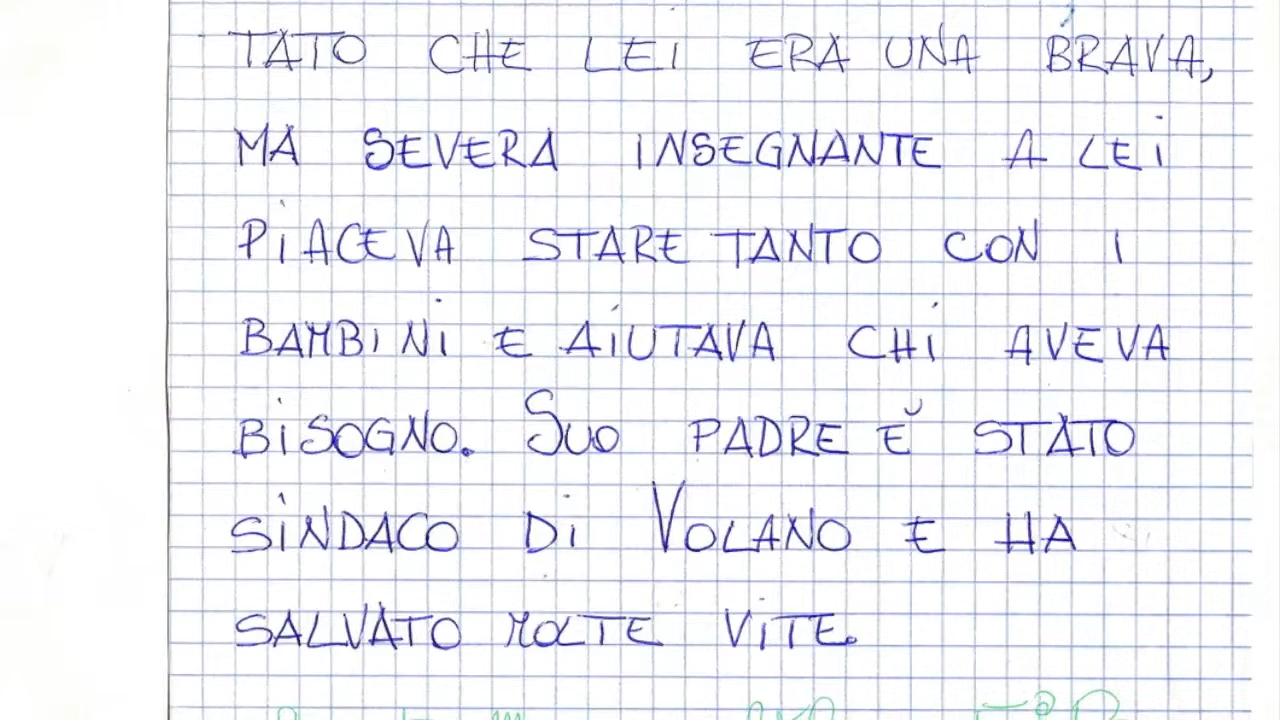 TATO CHE LEI ERA UNA BRAVA,
MA SEVERA INSEGNANTE A LEI
PIACEVA STARE TANTO CON I
BAMBINI E AIUTAVA CHI AVEVA
BISOGNO. SUO PADRE È STATO
SINDACO DI VOLANO E HA
SALVATO MOLTE VITE.